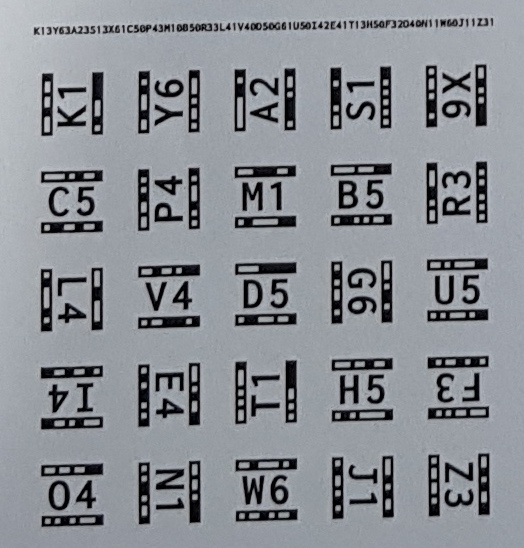 K13Y63A23S13X61C50P43M10B50R33L41V40D50G61U50I42E41T13H50F32O40N11W60J11Z31
K1 Y6 A2 S1 X6
C5 P4 M1 B5 R3
L4 V4 D5 G6 U5
I4 E4 T1 H5 F3
O4 N1 W6 J1 Z3